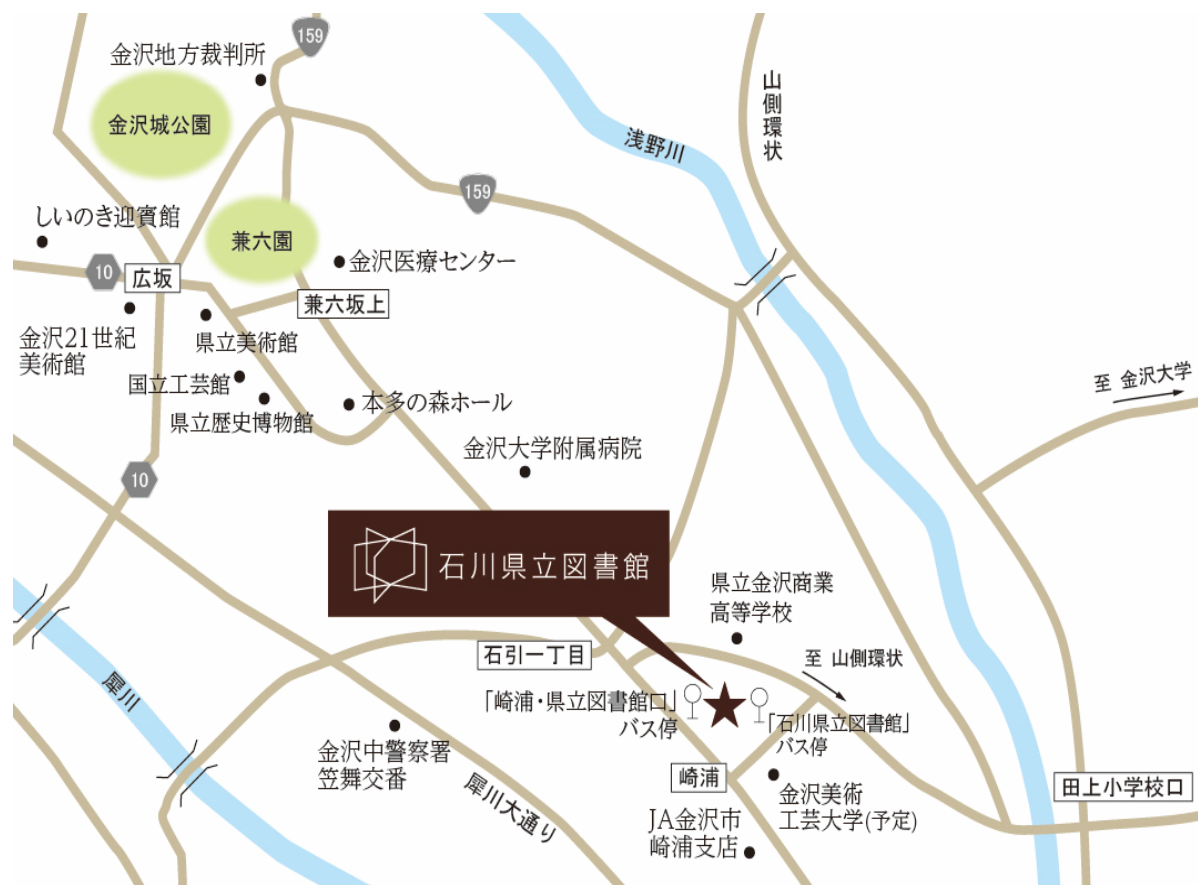 159
金沢地方裁判所
金沢城公園
山側環状
浅野川
159
しいのき迎賓館
兼六園
金沢医療センター
10
広坂
兼六坂上
金沢21世紀
美術館
県立美術館
国立工芸館
県立歴史博物館
本多の森ホール
至 金沢大学
金沢大学附属病院
10
石川県立図書館
県立金沢商業
高等学校
石引一丁目
至 山側環状
「崎浦・県立図書館口」
バス停
「石川県立図書館」
バス停
犀川
金沢中警察署
笠舞交番
犀川大通り
崎浦
金沢美術
工芸大学(予定)
田上小学校口
JA金沢市
崎浦支店